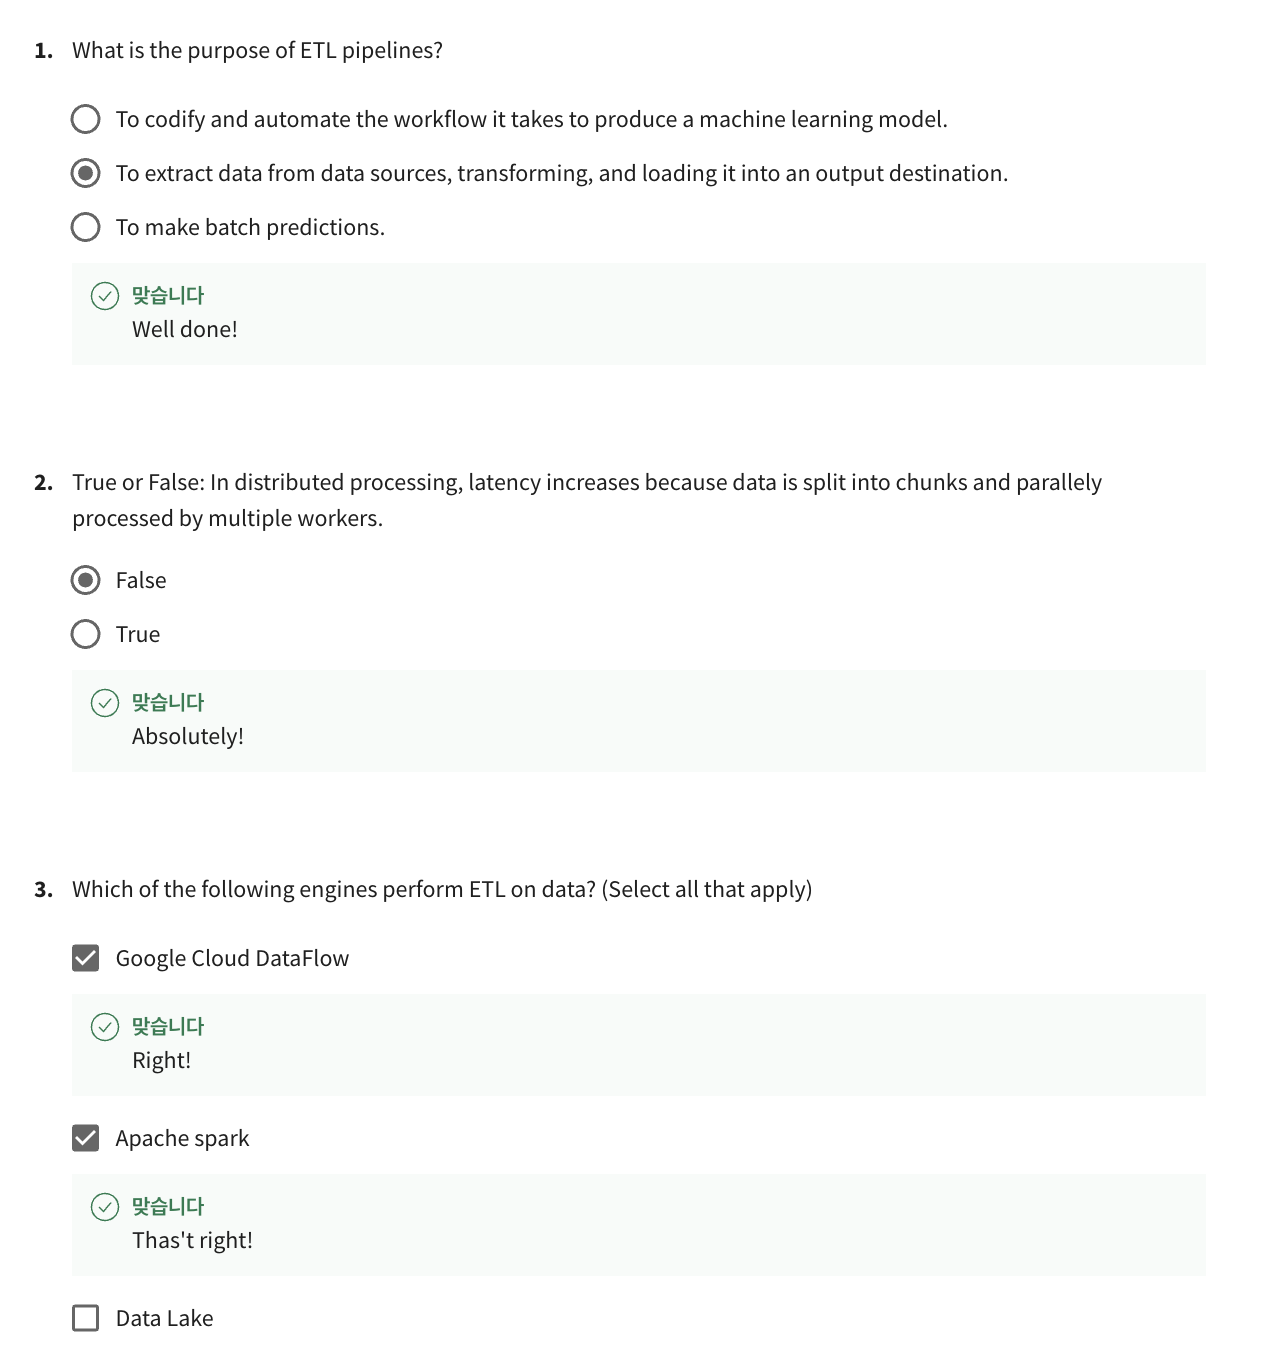 1. What is the purpose of ETL pipelines?
To codify and automate the workflow it takes to produce a machine learning model.
To extract data from data sources, transforming, and loading it into an output destination.
To make batch predictions.
맞습니다
Well done!
2. True or False: In distributed processing, latency increases because data is split into chunks and parallely
processed by multiple workers.
False
True
맞습니다
Absolutely!
3. Which of the following engines perform ETL on data? (Select all that apply)
Google Cloud DataFlow
맞습니다
Right!
Apache spark
맞습니다
Thas't right!
Data Lake